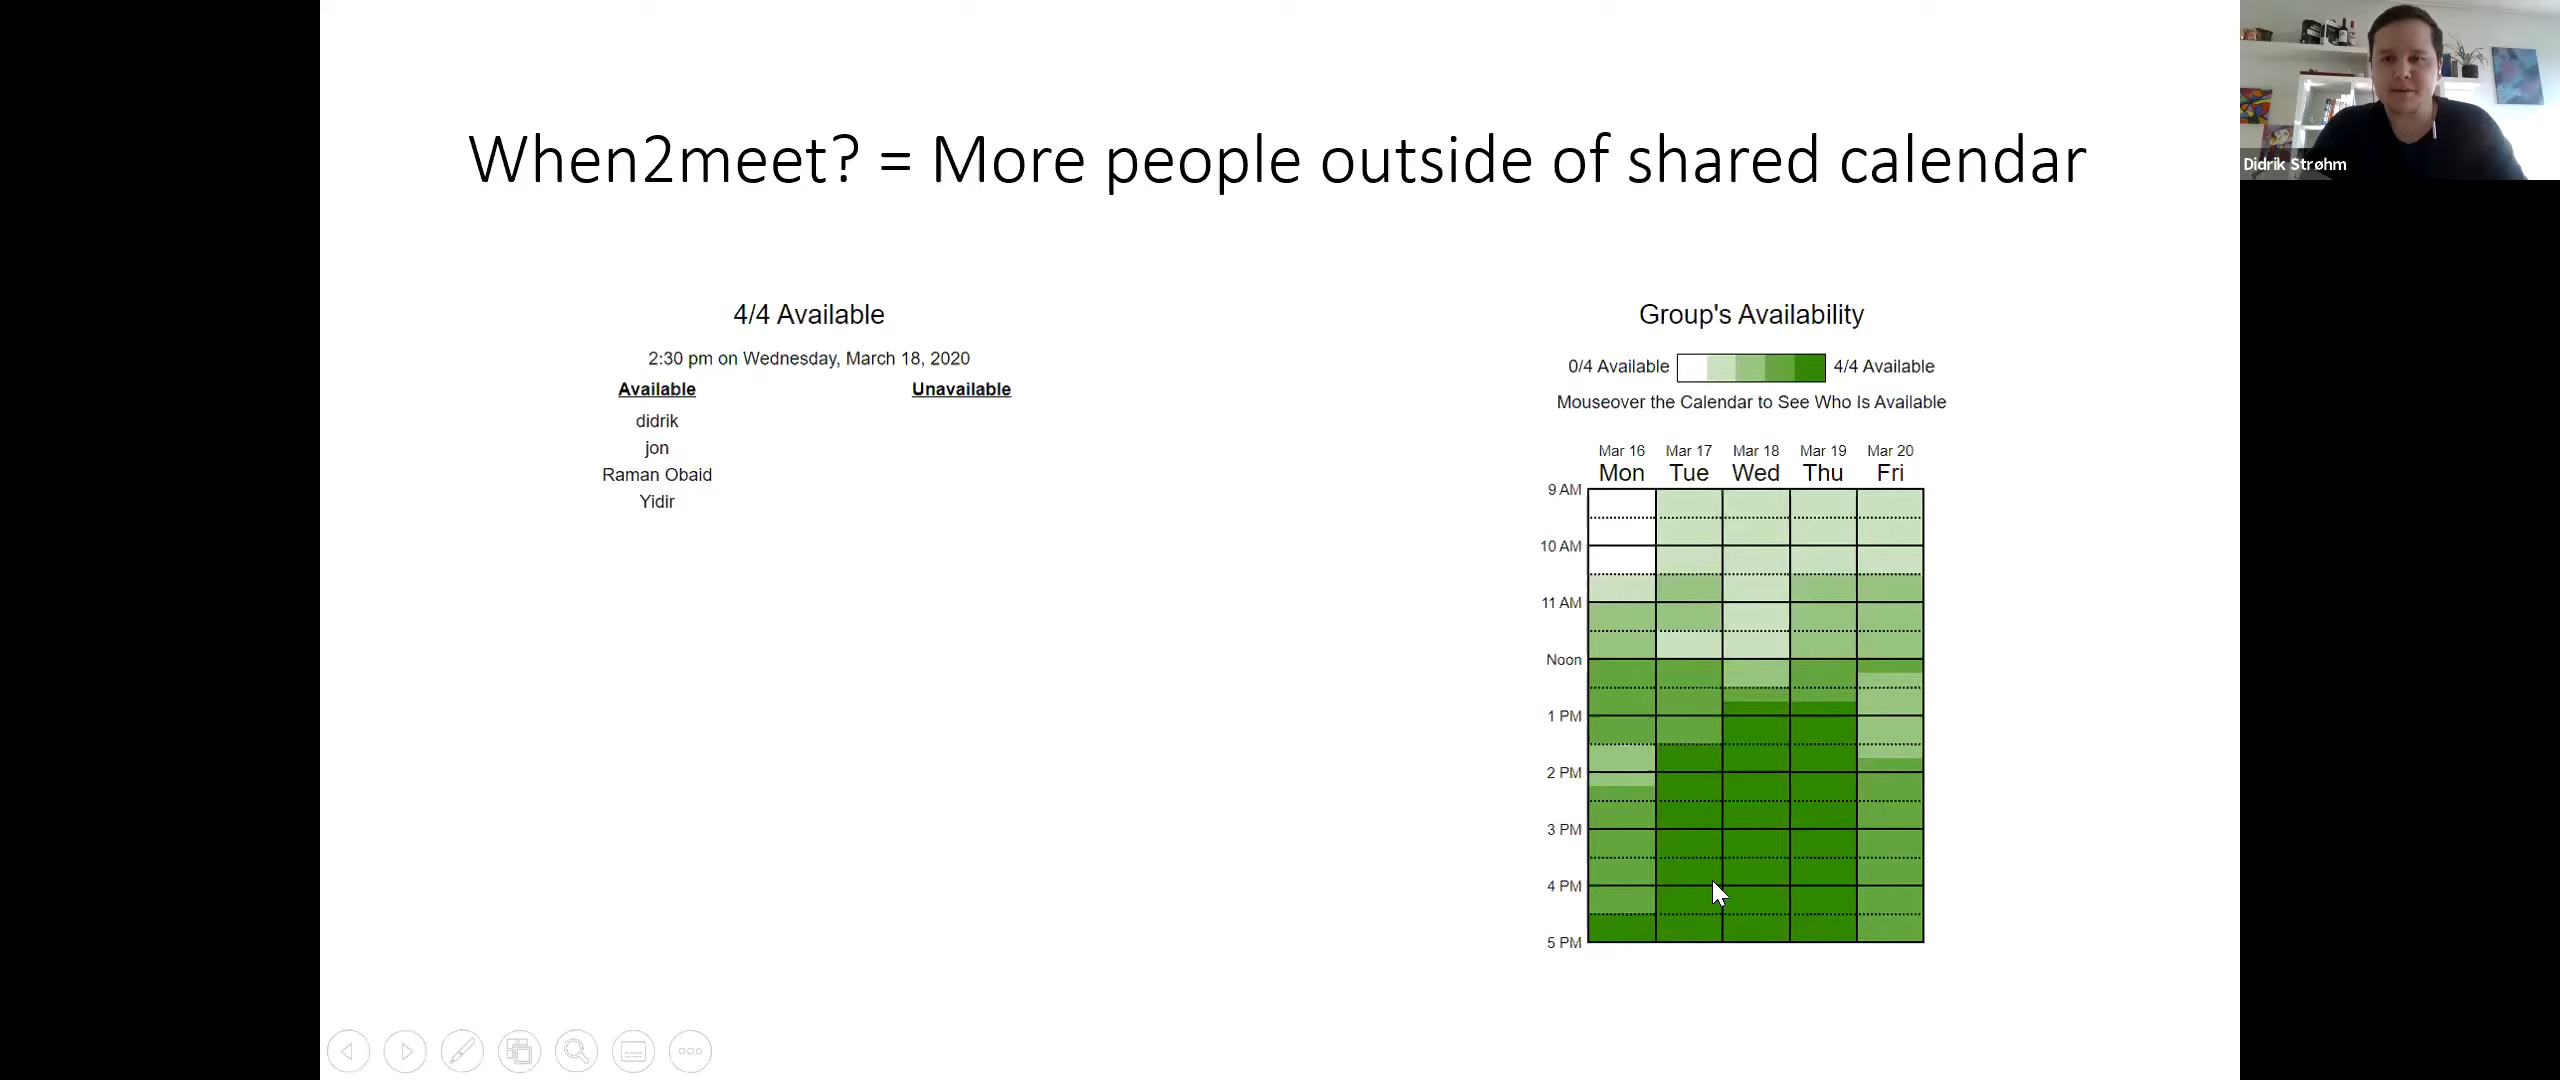 When2meet? = More people outside of shared calendar
Didrik Strøhm
4/4 Available
2:30 pm on Wednesday, March 18, 2020
Available Unavailable
didrik
jon
Raman Obaid
Yidir
Group's Availability
0/4 Available 4/4 Available
Mouseover the Calendar to See Who Is Available
Mar 16 Mar 17 Mar 18 Mar 19 Mar 20
Mon Tue Wed Thu Fri
9 AM
10 AM
11 AM
Noon
1 PM
2 PM
3 PM
4 PM
5 PM